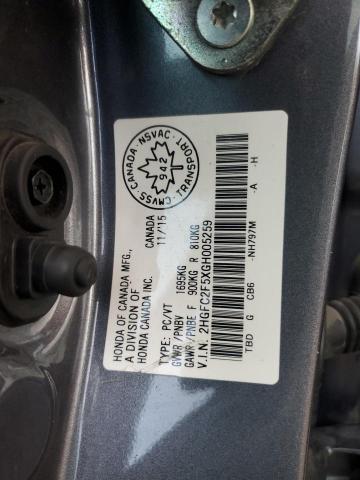 HONDA OF CANADA MFG.,
A DIVISION OF
HONDA CANADA INC.
CANADA
11/15
CANADA · NSVAC · TRANSPORT · CMVSS
942
TYPE: PC/VT
GVWR/PNBV 1695KG
GAWR/PNBE F 900KG R 810KG
V.I.N. 2HGFC2F5XGH005259
TBD G CB6 -NH797M -A -H